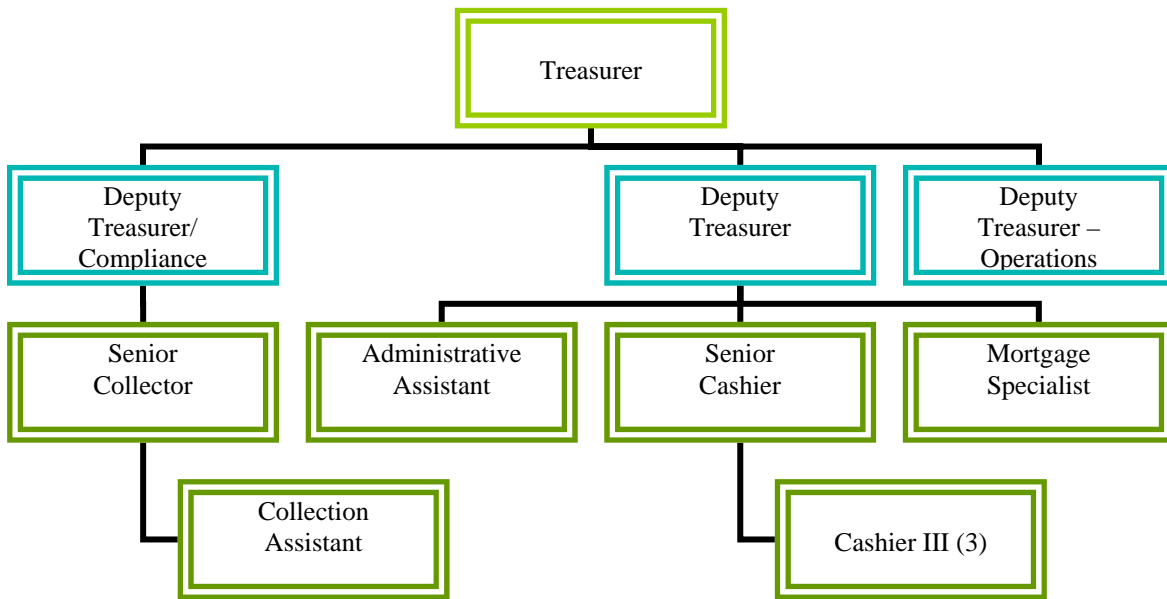 Treasurer
Deputy
Treasurer/
Compliance
Deputy
Treasurer
Deputy
Treasurer –
Operations
Senior
Collector
Administrative
Assistant
Senior
Cashier
Mortgage
Specialist
Collection
Assistant
Cashier III (3)